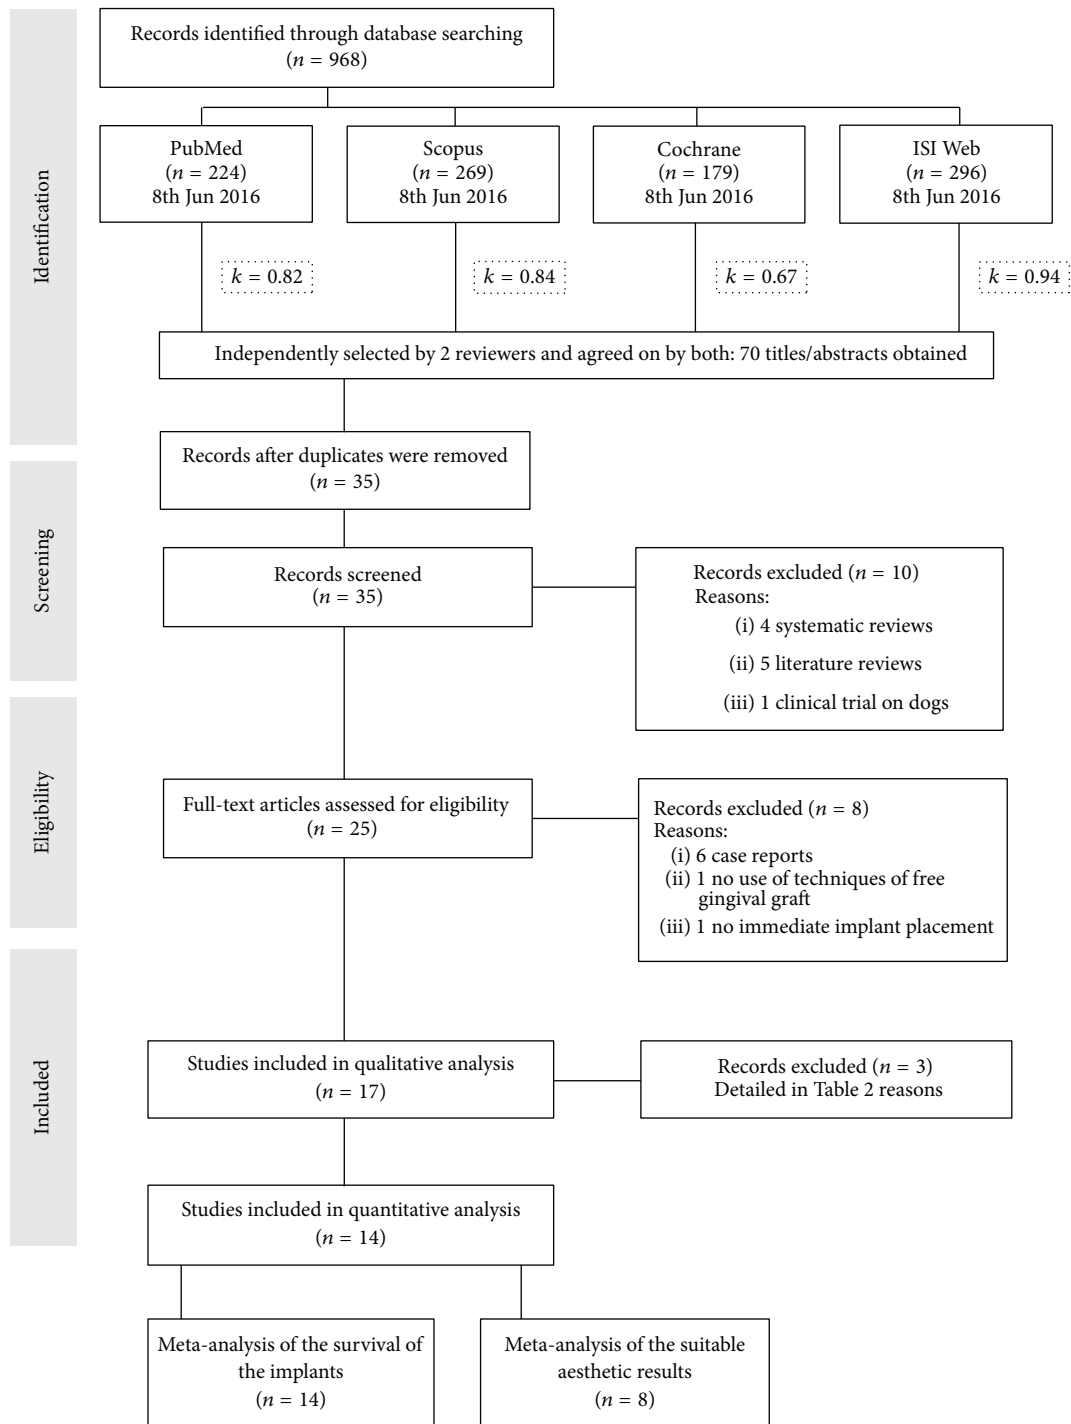 Identification
Records identified through database searching
(n = 968)
PubMed
(n = 224)
8th Jun 2016
Scopus
(n = 269)
8th Jun 2016
Cochrane
(n = 179)
8th Jun 2016
ISI Web
(n = 296)
8th Jun 2016
k = 0.82
k = 0.84
k = 0.67
k = 0.94
Independently selected by 2 reviewers and agreed on by both: 70 titles/abstracts obtained
Records after duplicates were removed
(n = 35)
Screening
Records screened
(n = 35)
Records excluded (n = 10)
Reasons:
(i) 4 systematic reviews
(ii) 5 literature reviews
(iii) 1 clinical trial on dogs
Eligibility
Full-text articles assessed for eligibility
(n = 25)
Records excluded (n = 8)
Reasons:
(i) 6 case reports
(ii) 1 no use of techniques of free
gingival graft
(iii) 1 no immediate implant placement
Included
Studies included in qualitative analysis
(n = 17)
Records excluded (n = 3)
Detailed in Table 2 reasons
Studies included in quantitative analysis
(n = 14)
Meta-analysis of the survival of
the implants
(n = 14)
Meta-analysis of the suitable
aesthetic results
(n = 8)